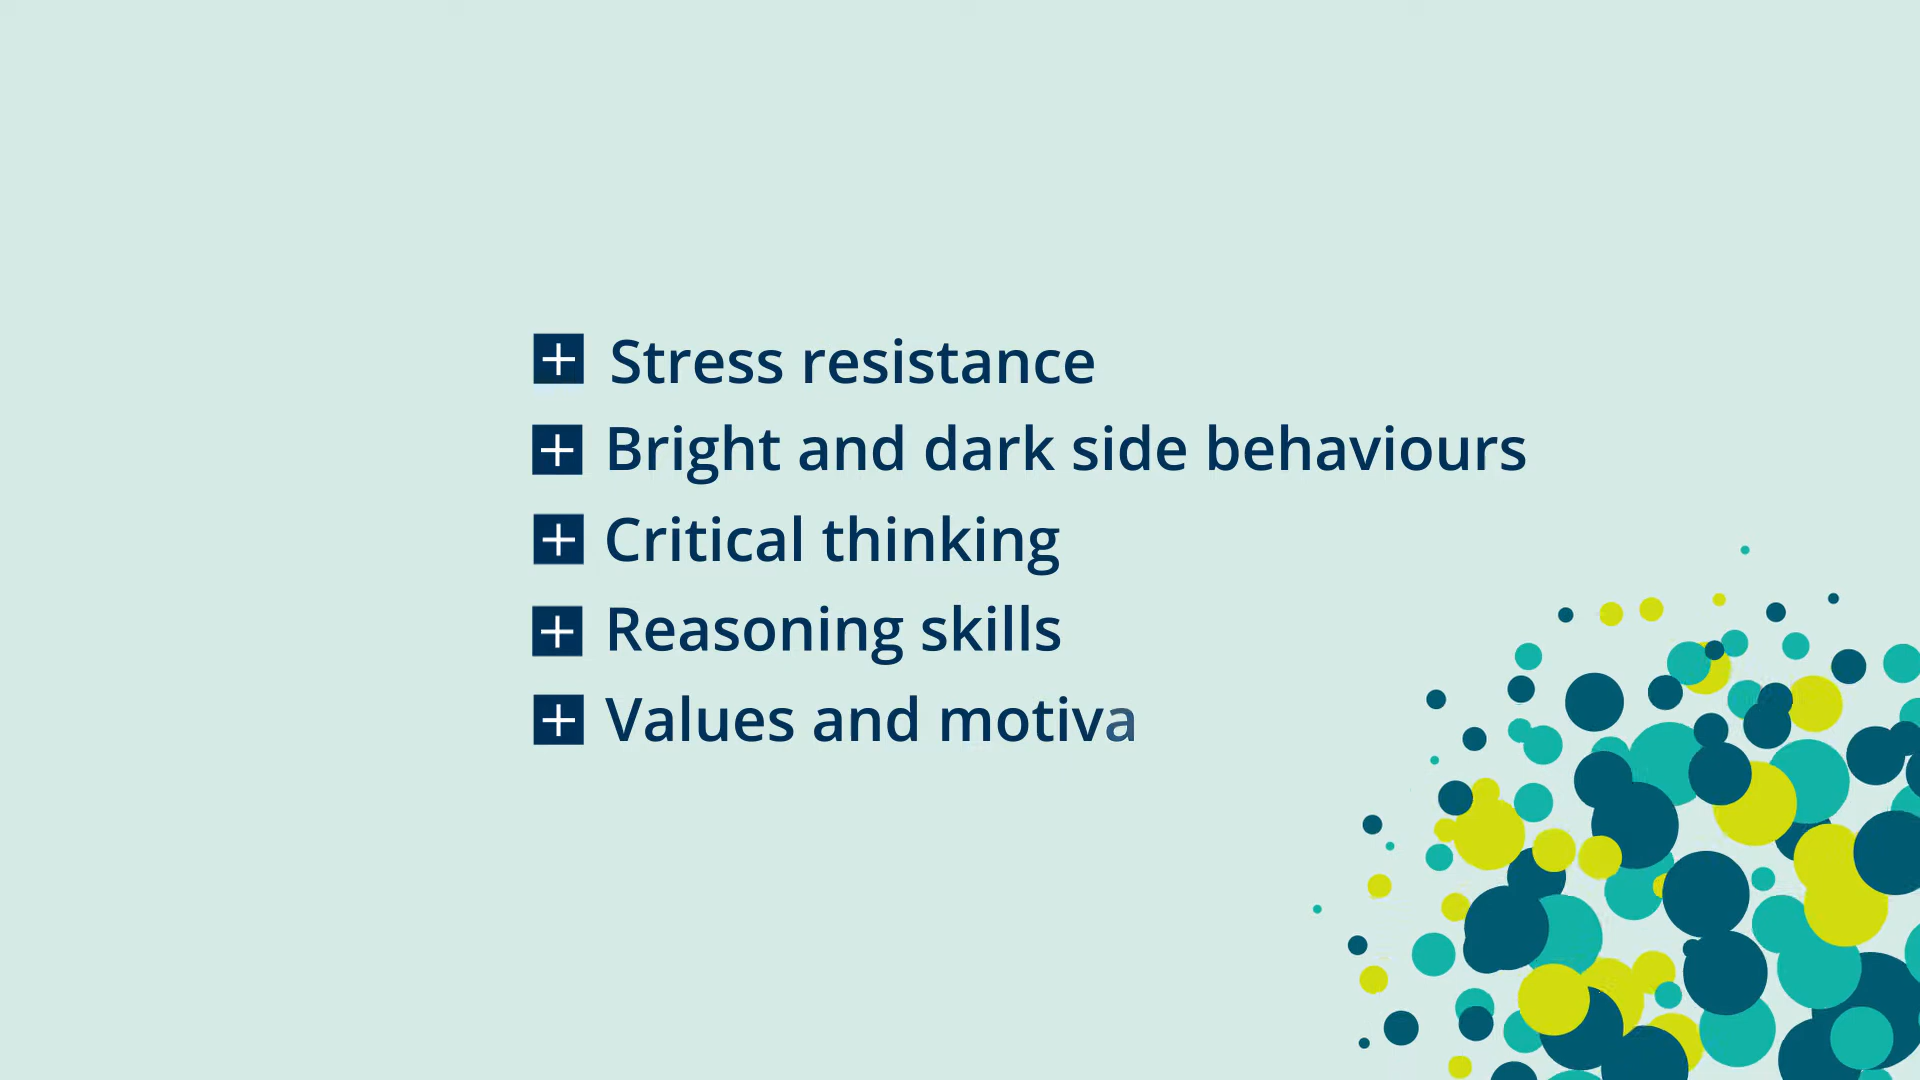 Stress resistance
Bright and dark side behaviours
Critical thinking
Reasoning skills
Values and motiva